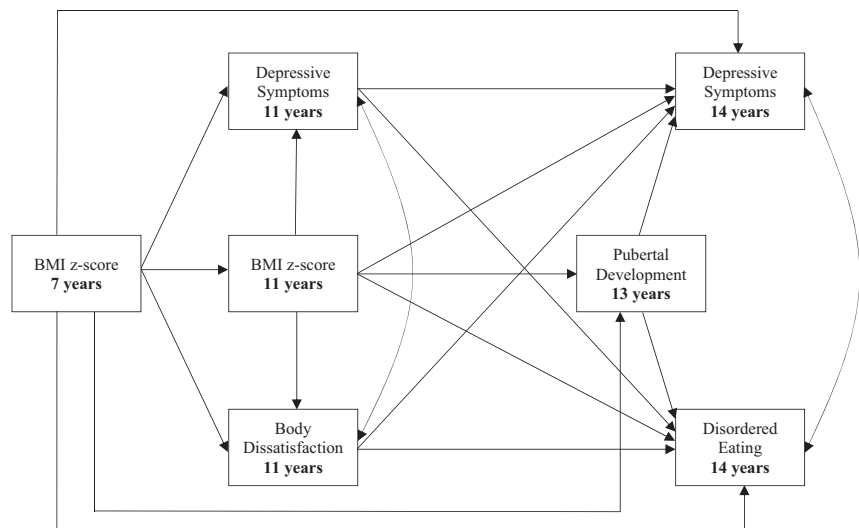 Depressive
Symptoms
11 years
Depressive
Symptoms
14 years
BMI z-score
7 years
BMI z-score
11 years
Pubertal
Development
13 years
Body
Dissatisfaction
11 years
Disordered
Eating
14 years